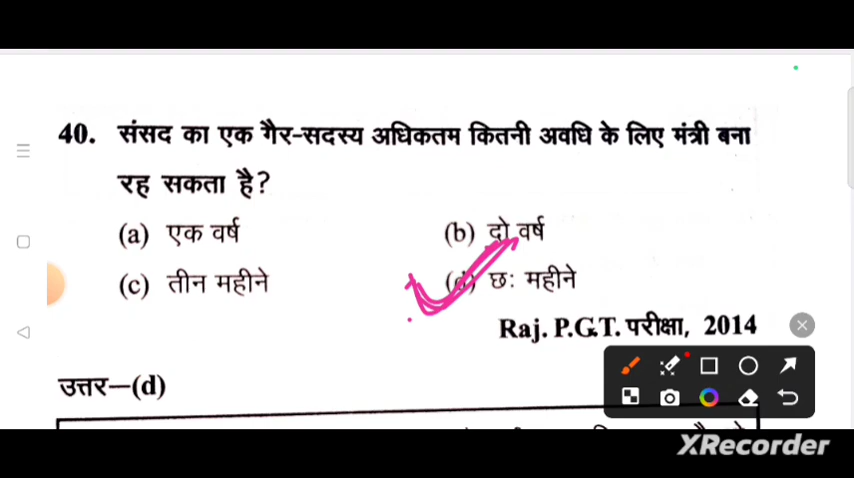 40. संसद का एक गैर-सदस्य अधिकतम कितनी अवधि के लिए मंत्री बना
रह सकता है?
(a) एक वर्ष (b) दो वर्ष
(c) तीन महीने (d) छः महीने
Raj. P.G.T. परीक्षा, 2014
उत्तर–(d)
XRecorder